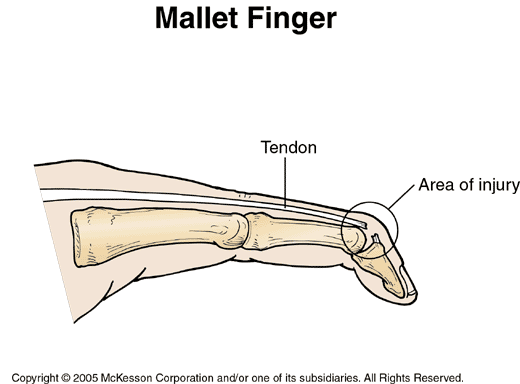 Mallet Finger
Tendon
Area of injury
Copyright © 2005 McKesson Corporation and/or one of its subsidiaries. All Rights Reserved.